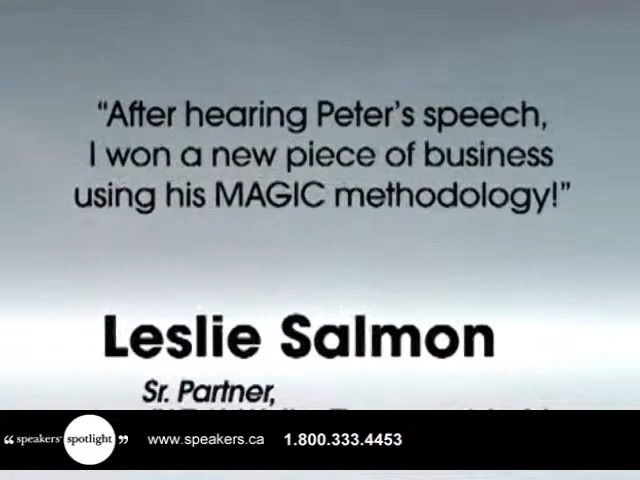 “After hearing Peter’s speech,
I won a new piece of business
using his MAGIC methodology!”
Leslie Salmon
Sr. Partner,
“speakers’ spotlight” www.speakers.ca 1.800.333.4453